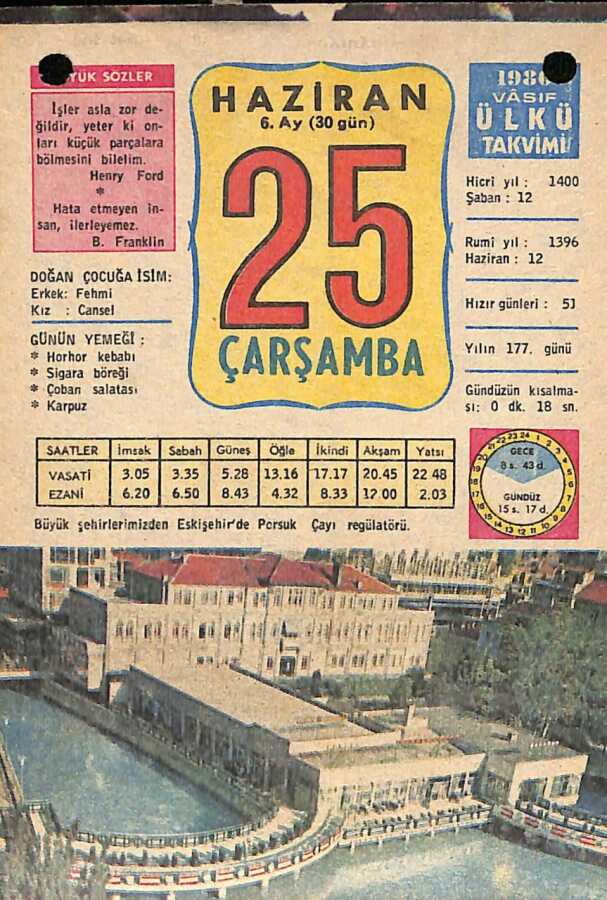 YÜK SÖZLER
İşler asla zor de-
ğildir, yeter ki on-
ları küçük parçalara
bölmesini bilelim.
Henry Ford
*
Hata etmeyen in-
san, ilerleyemez.
B. Franklin
DOĞAN ÇOCUĞA İSİM:
Erkek: Fehmi
Kız : Cansel
GÜNÜN YEMEĞİ :
* Horhor kebabı
* Sigara böreği
* Çoban salatası
* Karpuz
HAZİRAN
6. Ay (30 gün)
25
ÇARŞAMBA
1980
VÂSIF
ÜLKÜ
TAKVİMİ
Hicrî yıl : 1400
Şaban : 12
Rumî yıl : 1396
Haziran : 12
Hızır günleri : 51
Yılın 177. günü
Gündüzün kısalma-
sı: 0 dk. 18 sn.
SAATLER İmsak Sabah Güneş Öğle İkindi Akşam Yatsı
VASATİ 3.05 3.35 5.28 13.16 17.17 20.45 22 48
EZANİ 6.20 6.50 8.43 4.32 8.33 12.00 2.03
GECE
8 s. 43 d.
GÜNDÜZ
15 s. 17 d.
Büyük şehirlerimizden Eskişehir'de Porsuk Çayı regülatörü.